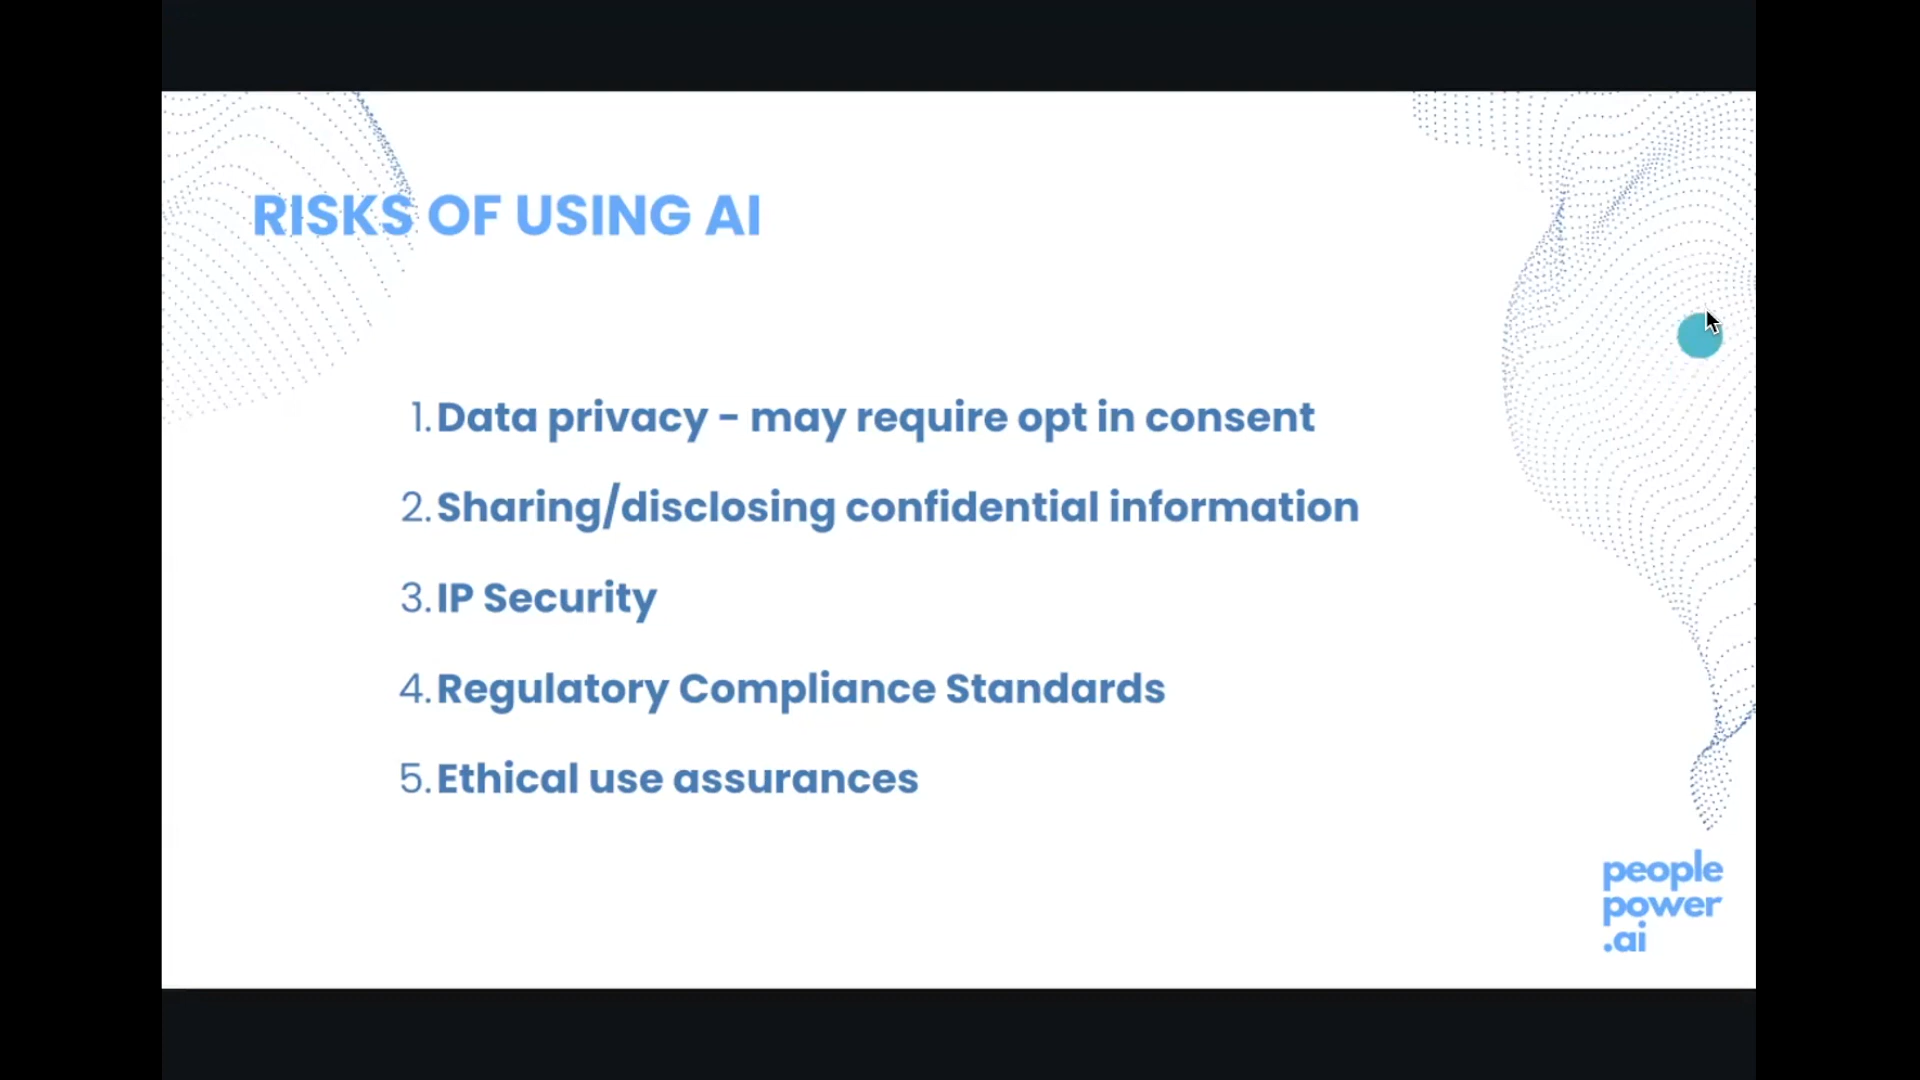 RISKS OF USING AI
1. Data privacy - may require opt in consent
2. Sharing/disclosing confidential information
3. IP Security
4. Regulatory Compliance Standards
5. Ethical use assurances
people
power
.ai